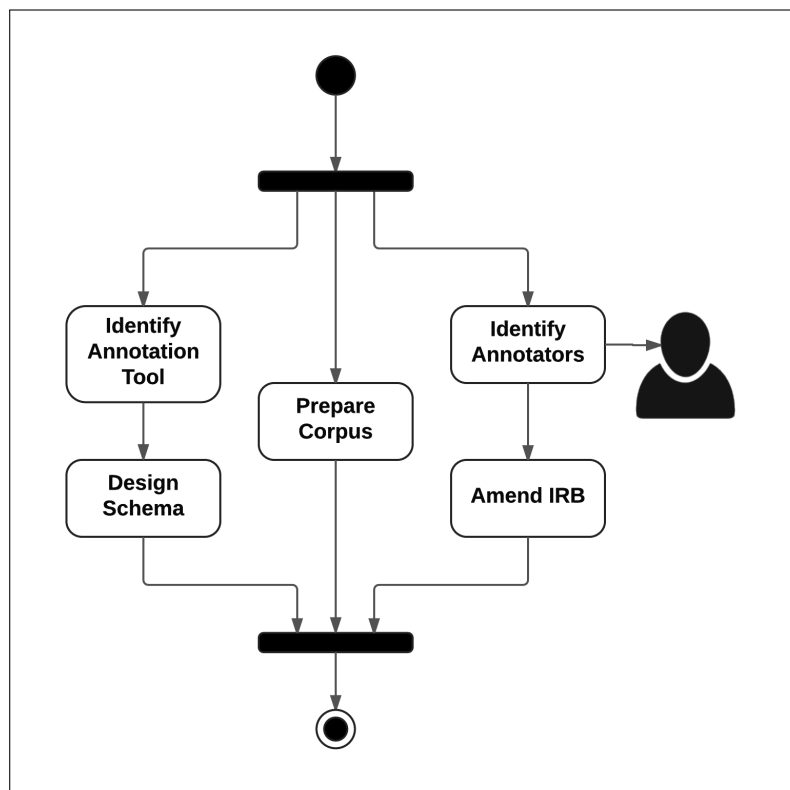 Identify
Annotation
Tool
Identify
Annotators
Prepare
Corpus
Design
Schema
Amend IRB